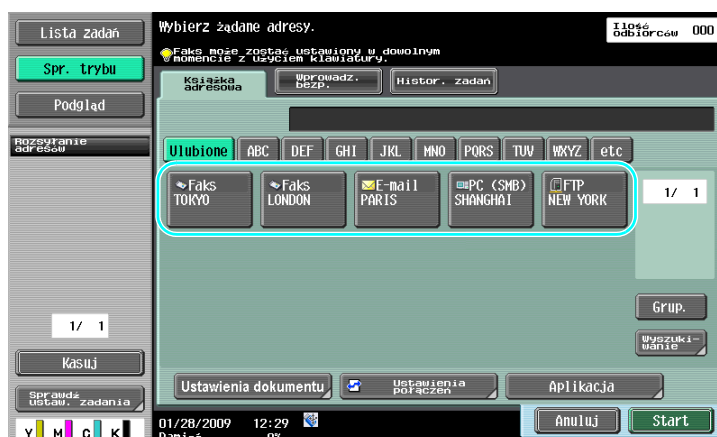 Lista zadań
Spr. trybu
Podgląd
Rozsyłanie
adresów
1/ 1
Kasuj
Sprawdź
ustaw. zadania
Y M C K
Wybierz żądane adresy.
Faks może zostać ustawiony w dowolnym
momencie z użyciem klawiatury.
Ilość
odbiorców 000
Książka
adresowa
Wprowadz.
bezp.
Histor. zadań
Ulubione ABC DEF GHI JKL MNO PQRS TUV WXYZ etc
Faks
TOKYO
Faks
LONDON
E-mail
PARIS
PC (SMB)
SHANGHAI
FTP
NEW YORK
1/ 1
Grup.
Wyszuki-
wanie
Ustawienia dokumentu
Ustawienia
połączeń
Aplikacja
01/28/2009 12:29
Pamięć 0%
Anuluj
Start